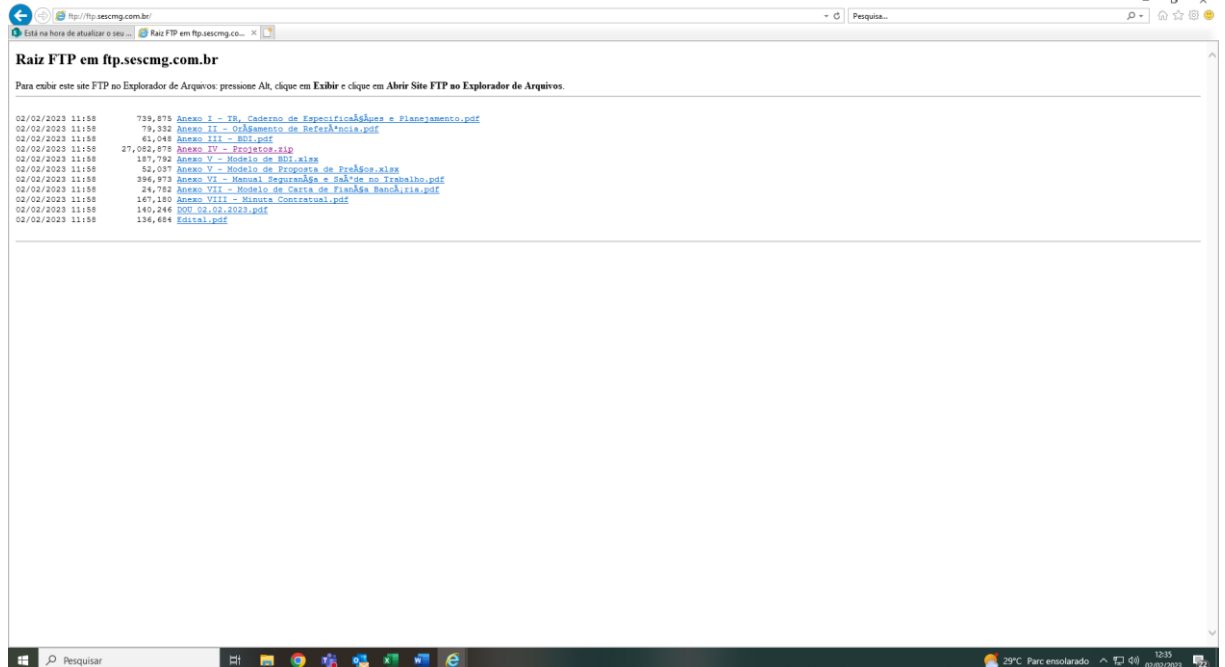 ftp://ftp.sescmg.com.br/
Pesquisa...
Está na hora de atualizar o seu ...
Raiz FTP em ftp.sescmg.co...
Raiz FTP em ftp.sescmg.com.br
Para exibir este site FTP no Explorador de Arquivos: pressione Alt, clique em Exibir e clique em Abrir Site FTP no Explorador de Arquivos.
02/02/2023 11:58 739,875 Anexo I - TR, Caderno de EspecificaÃ§Ãµes e Planejamento.pdf
02/02/2023 11:58 79,332 Anexo II - OrÃ§amento de ReferÃªncia.pdf
02/02/2023 11:58 61,048 Anexo III - BDI.pdf
02/02/2023 11:58 27,082,878 Anexo IV - Projetos.zip
02/02/2023 11:58 187,792 Anexo V - Modelo de BDI.xlsx
02/02/2023 11:58 52,037 Anexo V - Modelo de Proposta de PreÃ§os.xlsx
02/02/2023 11:58 396,973 Anexo VI - Manual SeguranÃ§a e SaÃºde no Trabalho.pdf
02/02/2023 11:58 24,782 Anexo VII - Modelo de Carta de FianÃ§a BancÃ¡ria.pdf
02/02/2023 11:58 167,180 Anexo VIII - Minuta Contratual.pdf
02/02/2023 11:58 140,246 DOU 02.02.2023.pdf
02/02/2023 11:58 136,684 Edital.pdf
Pesquisar
29°C Parc ensolarado
12:35
02/02/2023
22